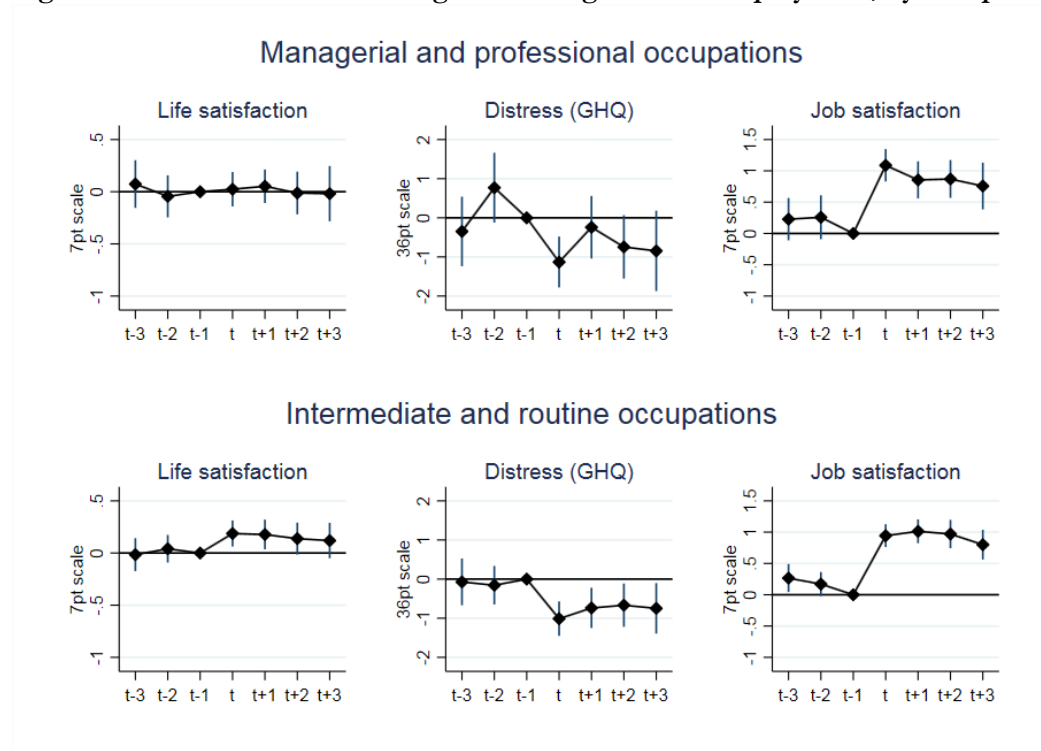 Managerial and professional occupations
Life satisfaction
Distress (GHQ)
Job satisfaction
7pt scale
.5
0
-.5
-1
t-3 t-2 t-1 t t+1 t+2 t+3
36pt scale
2
1
0
-1
-2
t-3 t-2 t-1 t t+1 t+2 t+3
7pt scale
1.5
1
.5
0
-.5
-1
t-3 t-2 t-1 t t+1 t+2 t+3
Intermediate and routine occupations
Life satisfaction
Distress (GHQ)
Job satisfaction
7pt scale
.5
0
-.5
-1
t-3 t-2 t-1 t t+1 t+2 t+3
36pt scale
2
1
0
-1
-2
t-3 t-2 t-1 t t+1 t+2 t+3
7pt scale
1.5
1
.5
0
-.5
-1
t-3 t-2 t-1 t t+1 t+2 t+3